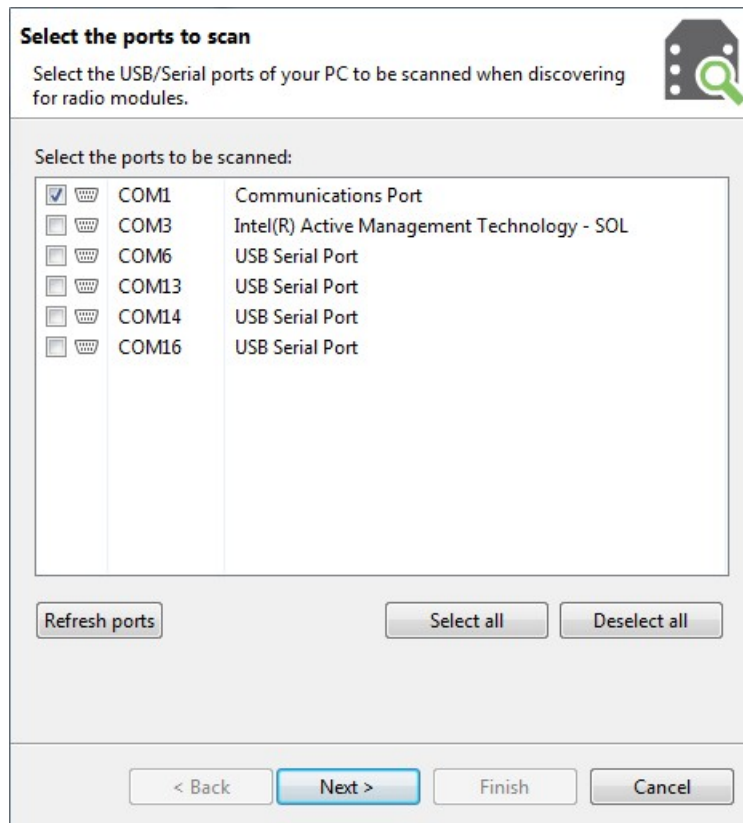 Select the ports to scan
Select the USB/Serial ports of your PC to be scanned when discovering
for radio modules.
Select the ports to be scanned:
COM1 Communications Port
COM3 Intel(R) Active Management Technology - SOL
COM6 USB Serial Port
COM13 USB Serial Port
COM14 USB Serial Port
COM16 USB Serial Port
Refresh ports Select all Deselect all
< Back Next > Finish Cancel